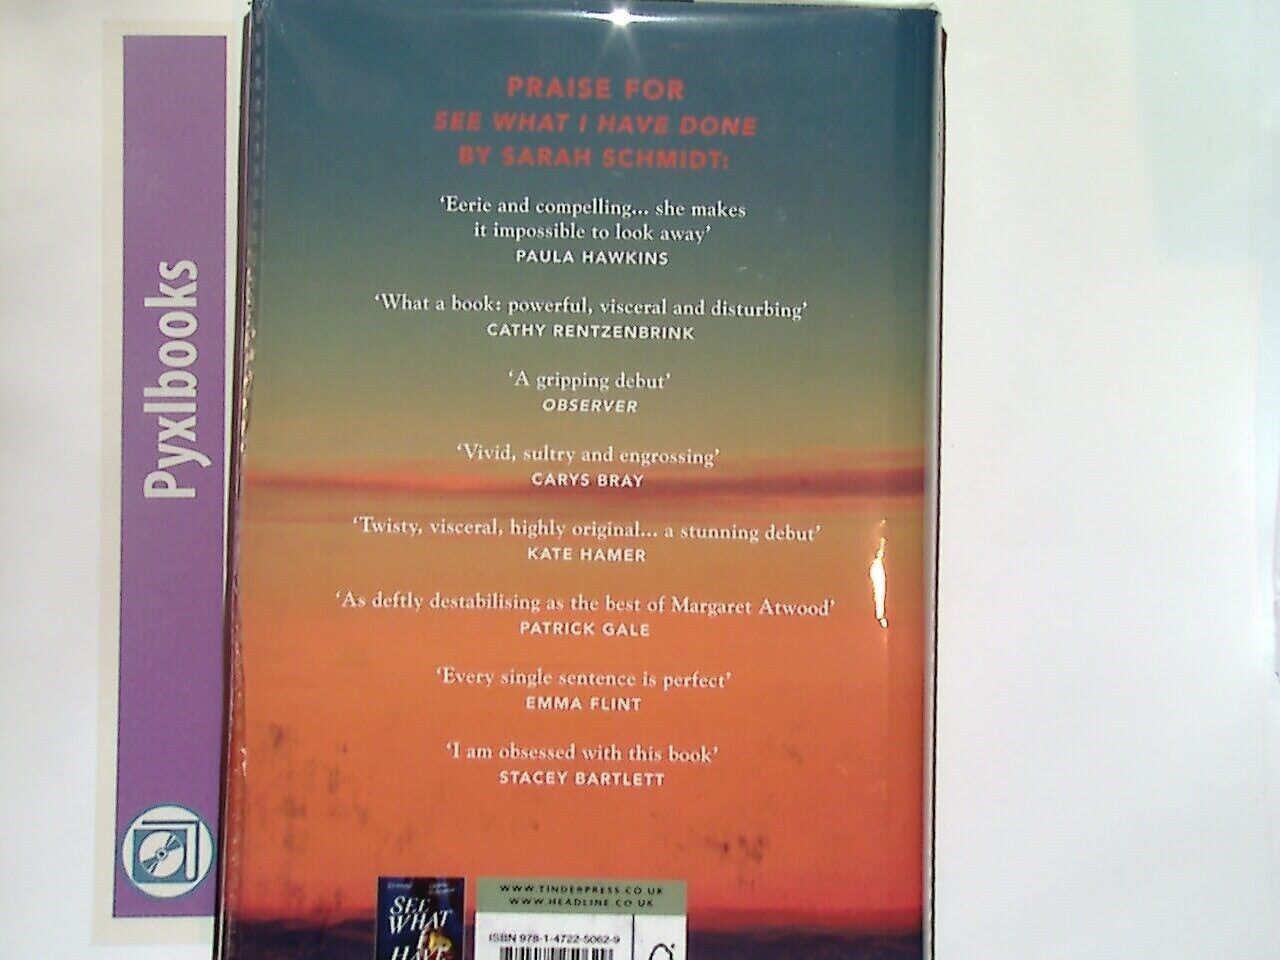 Pyxlbooks
PRAISE FOR
SEE WHAT I HAVE DONE
BY SARAH SCHMIDT:
‘Eerie and compelling... she makes
it impossible to look away’
PAULA HAWKINS
‘What a book: powerful, visceral and disturbing’
CATHY RENTZENBRINK
‘A gripping debut’
OBSERVER
‘Vivid, sultry and engrossing’
CARYS BRAY
‘Twisty, visceral, highly original... a stunning debut’
KATE HAMER
‘As deftly destabilising as the best of Margaret Atwood’
PATRICK GALE
‘Every single sentence is perfect’
EMMA FLINT
‘I am obsessed with this book’
STACEY BARTLETT
WWW.TINDERPRESS.CO.UK
WWW.HEADLINE.CO.UK
SEE
WHAT
I
HAVE
ISBN 978-1-4722-5062-9